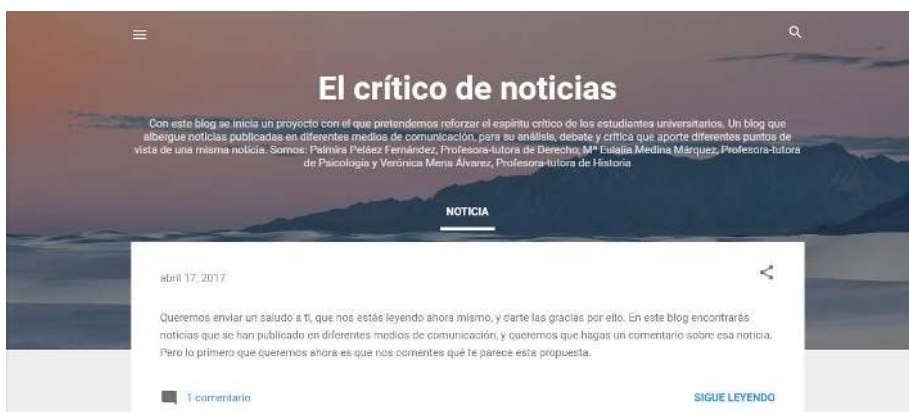 El crítico de noticias
Con este blog se inicia un proyecto con el que pretendemos reforzar el espíritu crítico de los estudiantes universitarios. Un blog que
albergue noticias publicadas en diferentes medios de comunicación, para su análisis, debate y crítica que aporte diferentes puntos de
vista de una misma noticia. Somos: Palmira Peláez Fernández, Profesora-tutora de Derecho; Mª Eulalia Medina Márquez, Profesora-tutora
de Psicología y Verónica Mena Álvarez, Profesora-tutora de Historia
NOTICIA
abril 17, 2017
Queremos enviar un saludo a ti, que nos estás leyendo ahora mismo, y darte las gracias por ello. En este blog encontrarás
noticias que se han publicado en diferentes medios de comunicación, y queremos que hagas un comentario sobre esa noticia.
Pero lo primero que queremos ahora es que nos comentes qué te parece esta propuesta.
1 comentario
SIGUE LEYENDO